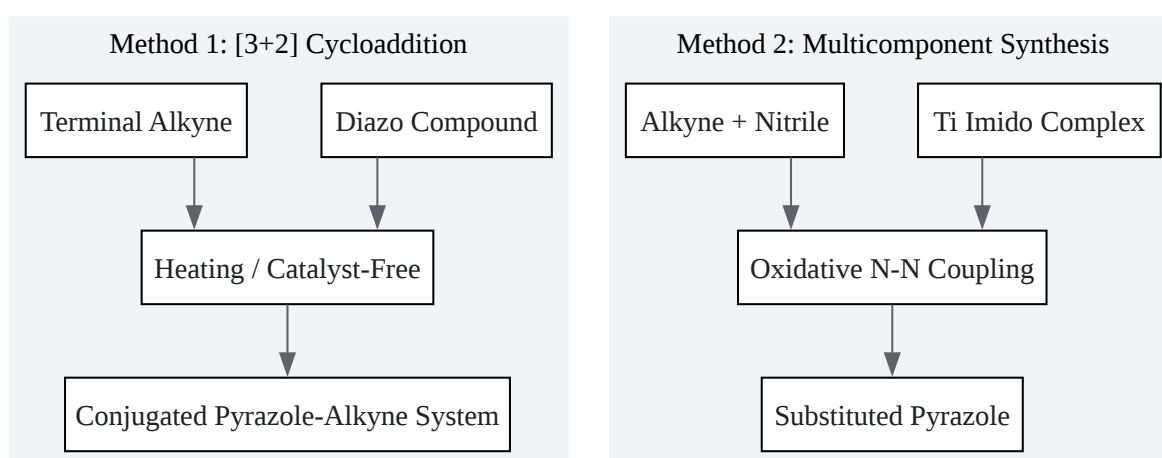 Method 1: [3+2] Cycloaddition
Terminal Alkyne
Diazo Compound
Heating / Catalyst-Free
Conjugated Pyrazole-Alkyne System
Method 2: Multicomponent Synthesis
Alkyne + Nitrile
Ti Imido Complex
Oxidative N-N Coupling
Substituted Pyrazole